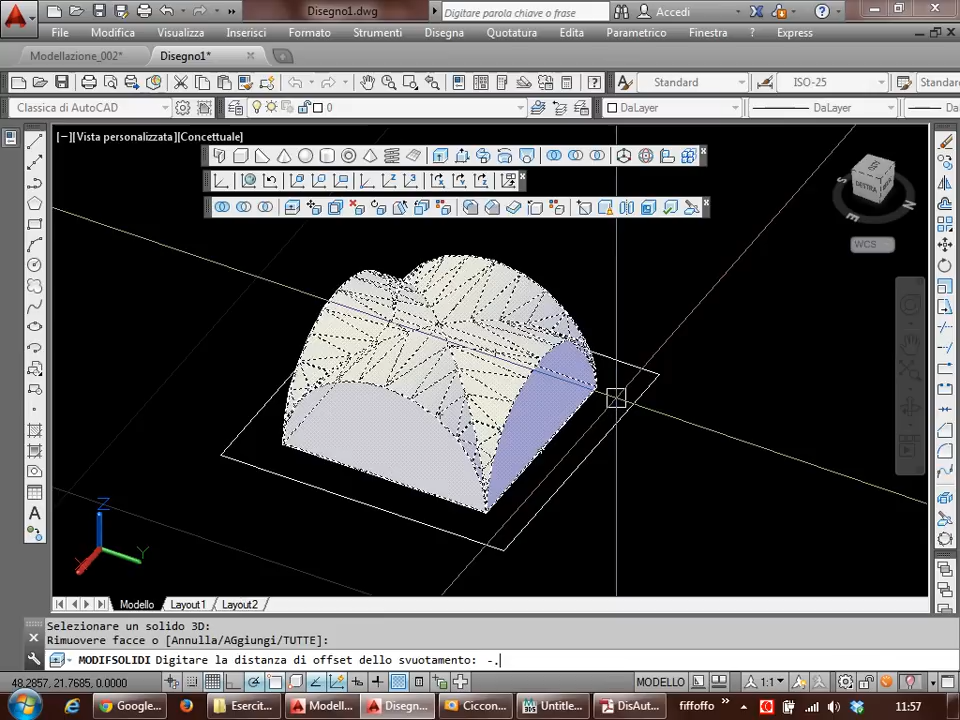 Disegno1.dwg
Digitare parola chiave o frase
Accedi
File Modifica Visualizza Inserisci Formato Strumenti Disegna Quotatura Edita Parametrico Finestra ? Express
Modellazione_002*
Disegno1*
Standard
ISO-25
Standard
Classica di AutoCAD
0
DaLayer
DaLayer
[−][Vista personalizzata][Concettuale]
DESTRA
S
E
N
WCS
Z
Y
X
Modello Layout1 Layout2
Selezionare un solido 3D:
Rimuovere facce o [Annulla/AGgiungi/TUTTE]:
MODIFSOLIDI Digitare la distanza di offset dello svuotamento: -.
48.2857, 21.7685, 0.0000
MODELLO
1:1
Google...
Esercit...
Modell...
Disegn...
Ciccon...
Untitle...
DisAut...
fiffoffo
11:57